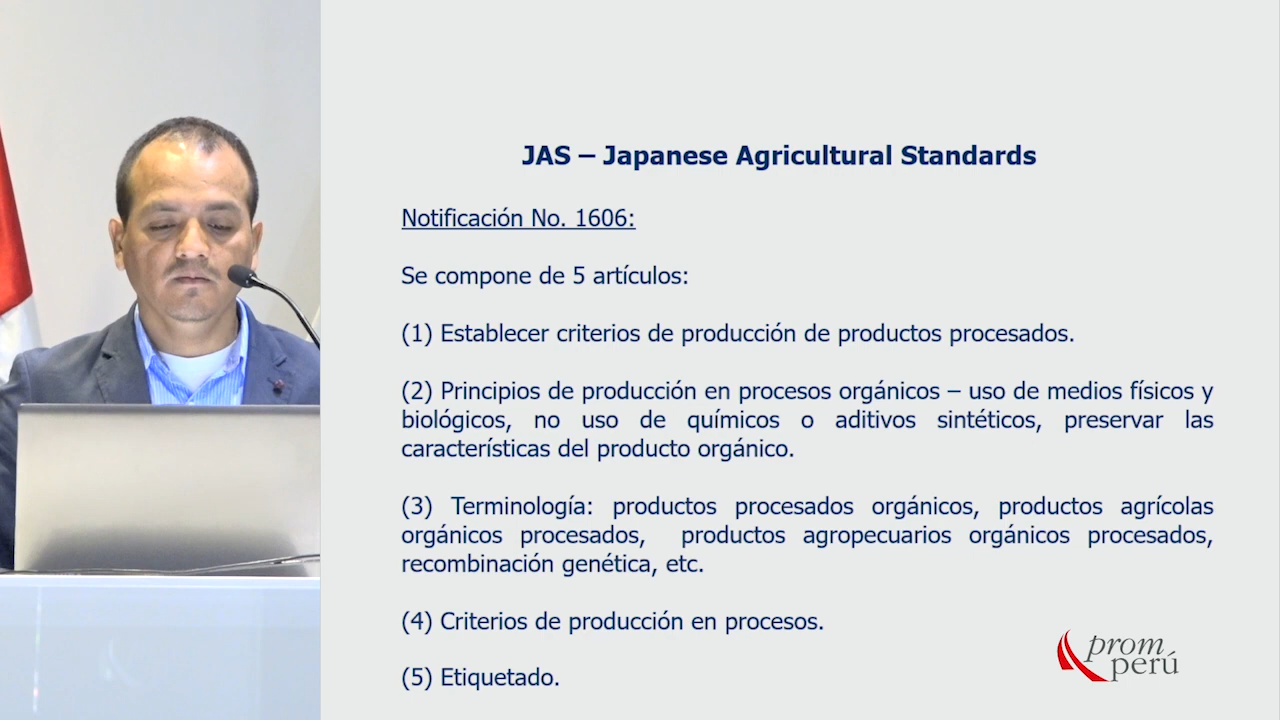 JAS – Japanese Agricultural Standards
Notificación No. 1606:
Se compone de 5 artículos:
(1) Establecer criterios de producción de productos procesados.
(2) Principios de producción en procesos orgánicos – uso de medios físicos y
biológicos, no uso de químicos o aditivos sintéticos, preservar las
características del producto orgánico.
(3) Terminología: productos procesados orgánicos, productos agrícolas
orgánicos procesados, productos agropecuarios orgánicos procesados,
recombinación genética, etc.
(4) Criterios de producción en procesos.
(5) Etiquetado.
prom
perú